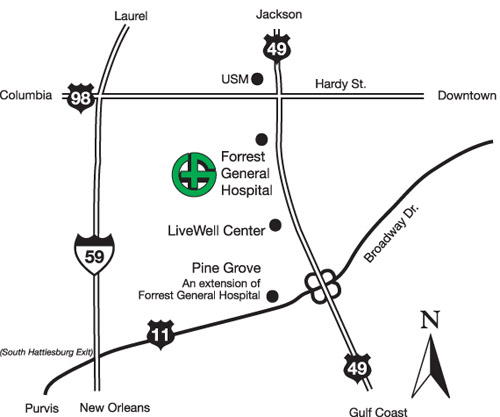 Laurel
Jackson
49
USM
Hardy St.
Columbia
98
Downtown
Forrest
General
Hospital
LiveWell Center
Broadway Dr.
59
Pine Grove
An extension of
Forrest General Hospital
N
11
(South Hattiesburg Exit)
49
Purvis
New Orleans
Gulf Coast